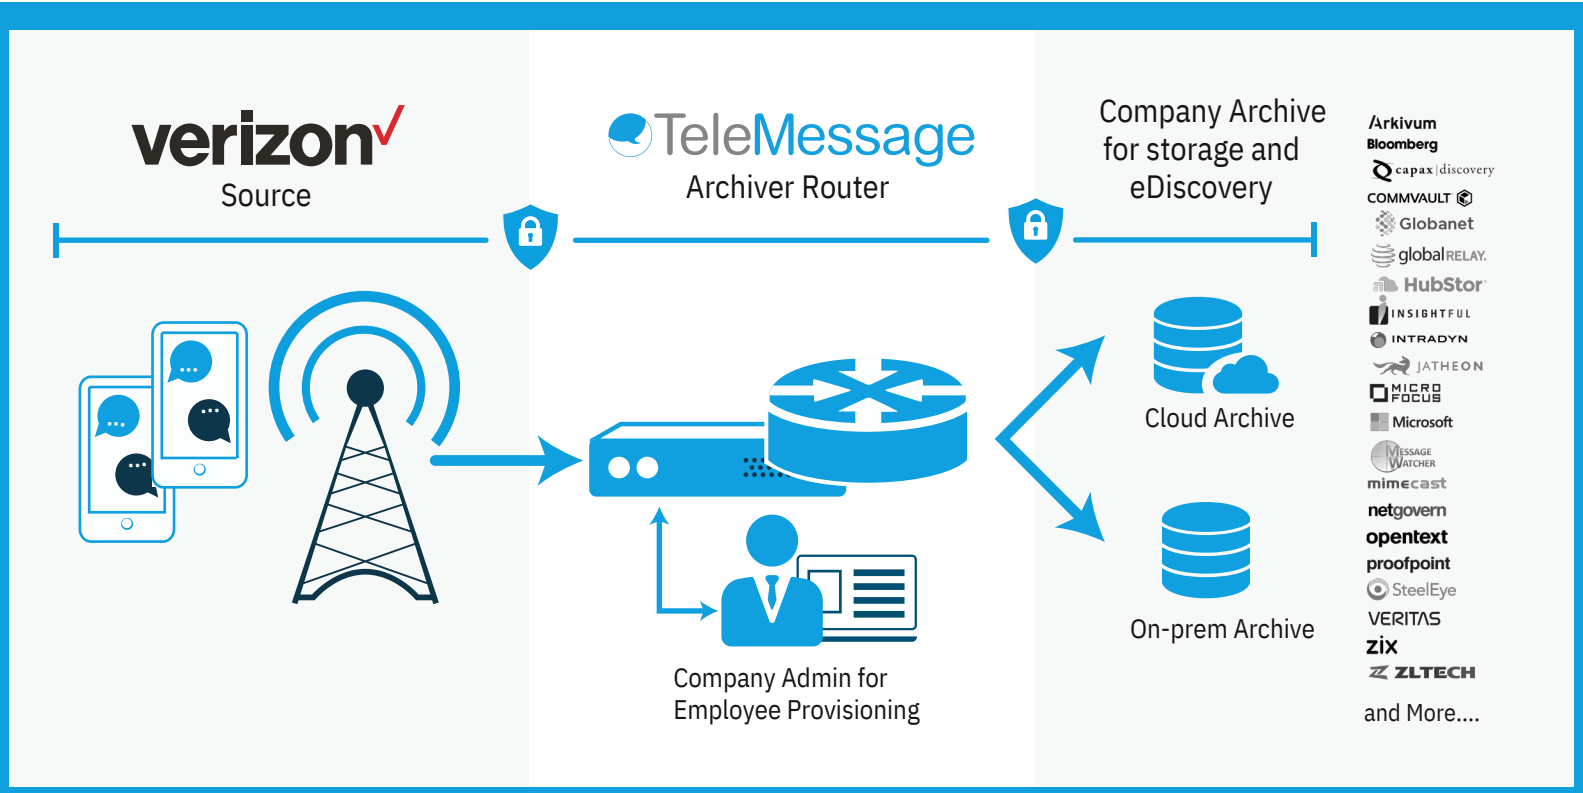 verizon
Source
TeleMessage
Archiver Router
Company Archive
for storage and
eDiscovery
Cloud Archive
On-prem Archive
Company Admin for
Employee Provisioning
Arkivum
Bloomberg
capax|discovery
COMMVAULT
Globanet
globalRELAY.
HubStor
INSIGHTFUL
INTRADYN
JATHEON
MICRO
FOCUS
Microsoft
MESSAGE
WATCHER
mimecast
netgovern
opentext
proofpoint
SteelEye
VERITAS
zix
ZLTECH
and More....